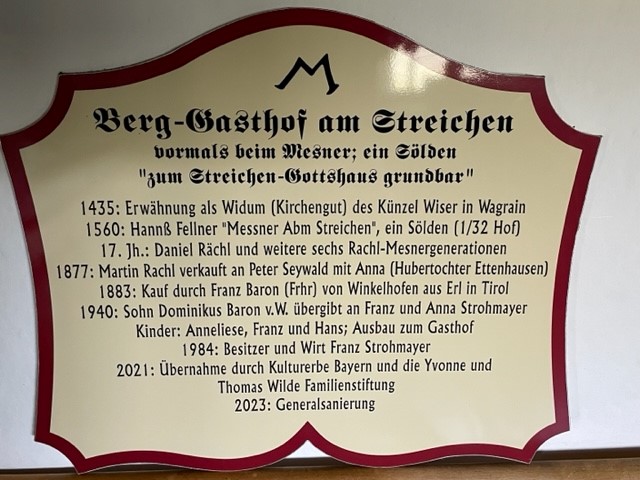 M
Berg-Gasthof am Streichen
vormals beim Mesner; ein Sölden
"zum Streichen-Gottshaus grundbar"
1435: Erwähnung als Widum (Kirchengut) des Künzel Wiser in Wagrain
1560: Hannß Fellner "Messner Abm Streichen", ein Sölden (1/32 Hof)
17. Jh.: Daniel Rächl und weitere sechs Rachl-Mesnergenerationen
1877: Martin Rachl verkauft an Peter Seywald mit Anna (Hubertochter Ettenhausen)
1883: Kauf durch Franz Baron (Frhr) von Winkelhofen aus Erl in Tirol
1940: Sohn Dominikus Baron v.W. übergibt an Franz und Anna Strohmayer
Kinder: Anneliese, Franz und Hans; Ausbau zum Gasthof
1984: Besitzer und Wirt Franz Strohmayer
2021: Übernahme durch Kulturerbe Bayern und die Yvonne und
Thomas Wilde Familienstiftung
2023: Generalsanierung